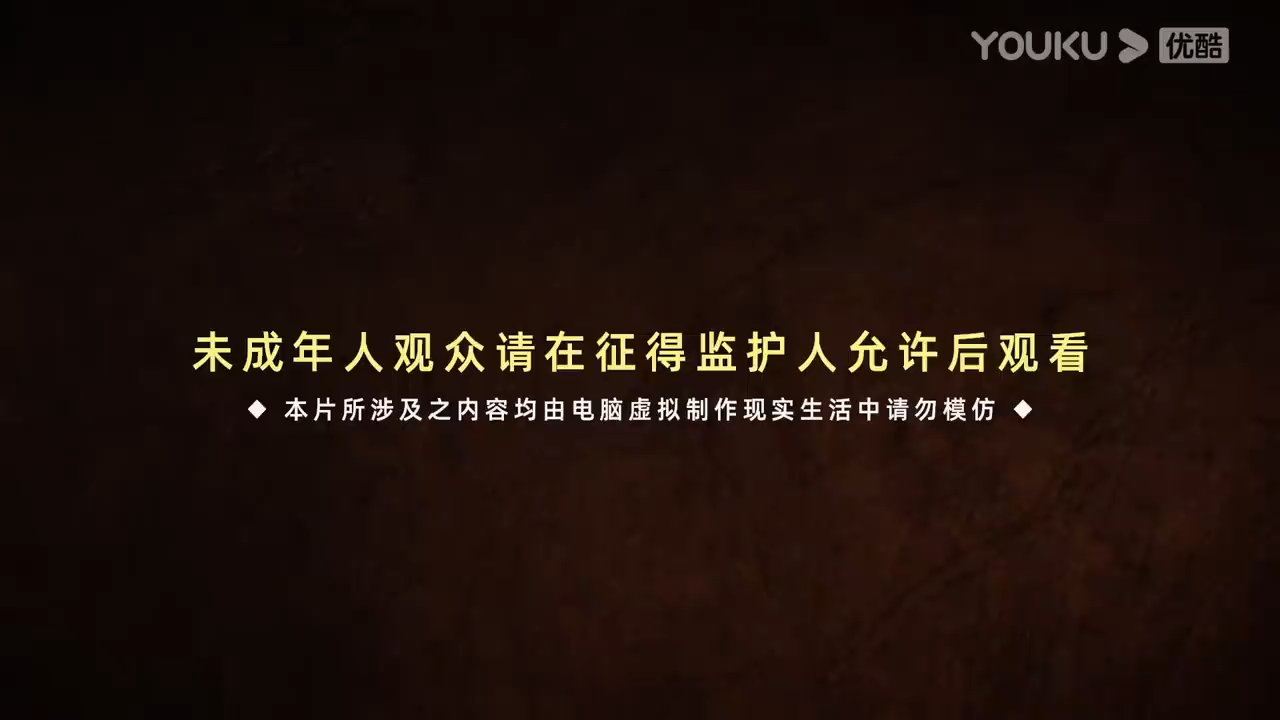 YOUKU 优酷
未成年人观众请在征得监护人允许后观看
◆ 本片所涉及之内容均由电脑虚拟制作现实生活中请勿模仿 ◆